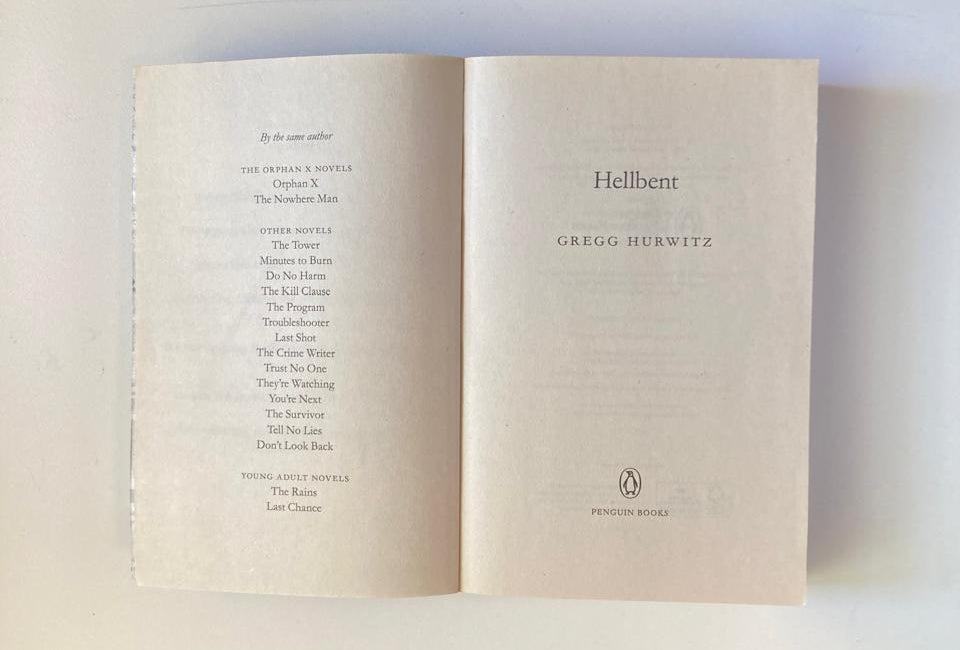 By the same author
THE ORPHAN X NOVELS
Orphan X
The Nowhere Man
OTHER NOVELS
The Tower
Minutes to Burn
Do No Harm
The Kill Clause
The Program
Troubleshooter
Last Shot
The Crime Writer
Trust No One
They're Watching
You're Next
The Survivor
Tell No Lies
Don't Look Back
YOUNG ADULT NOVELS
The Rains
Last Chance
Hellbent
GREGG HURWITZ
PENGUIN BOOKS